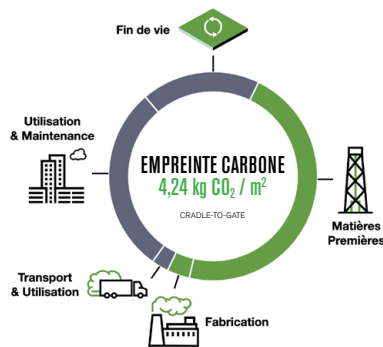 Fin de vie
Utilisation
& Maintenance
EMPREINTE CARBONE
4,24 kg CO₂ / m²
CRADLE-TO-GATE
Matières
Premières
Transport
& Utilisation
Fabrication